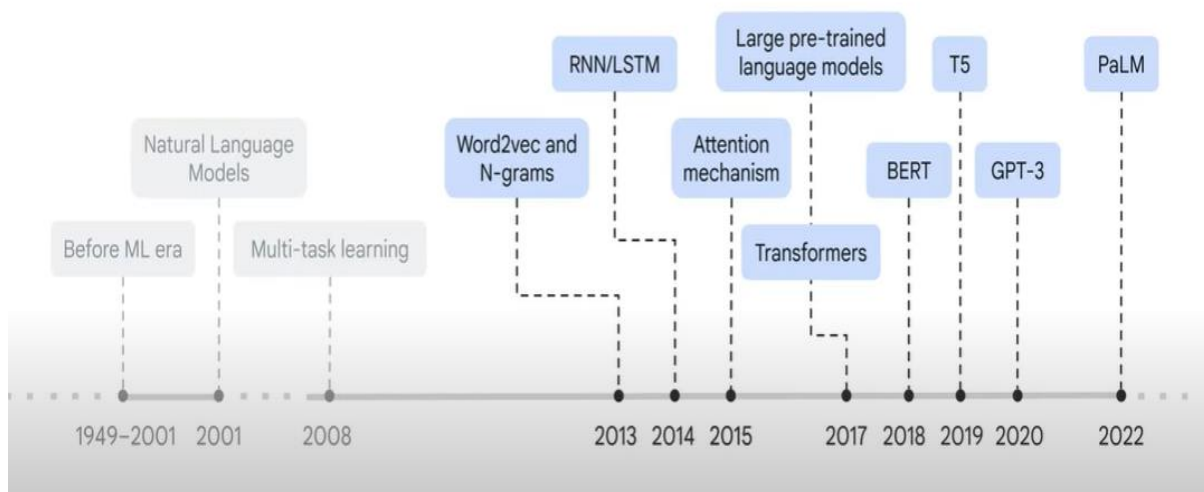 Large pre-trained
language models
RNN/LSTM
T5
PaLM
Natural Language
Models
Word2vec and
N-grams
Attention
mechanism
BERT
GPT-3
Before ML era
Multi-task learning
Transformers
1949–2001
2001
2008
2013
2014
2015
2017
2018
2019
2020
2022